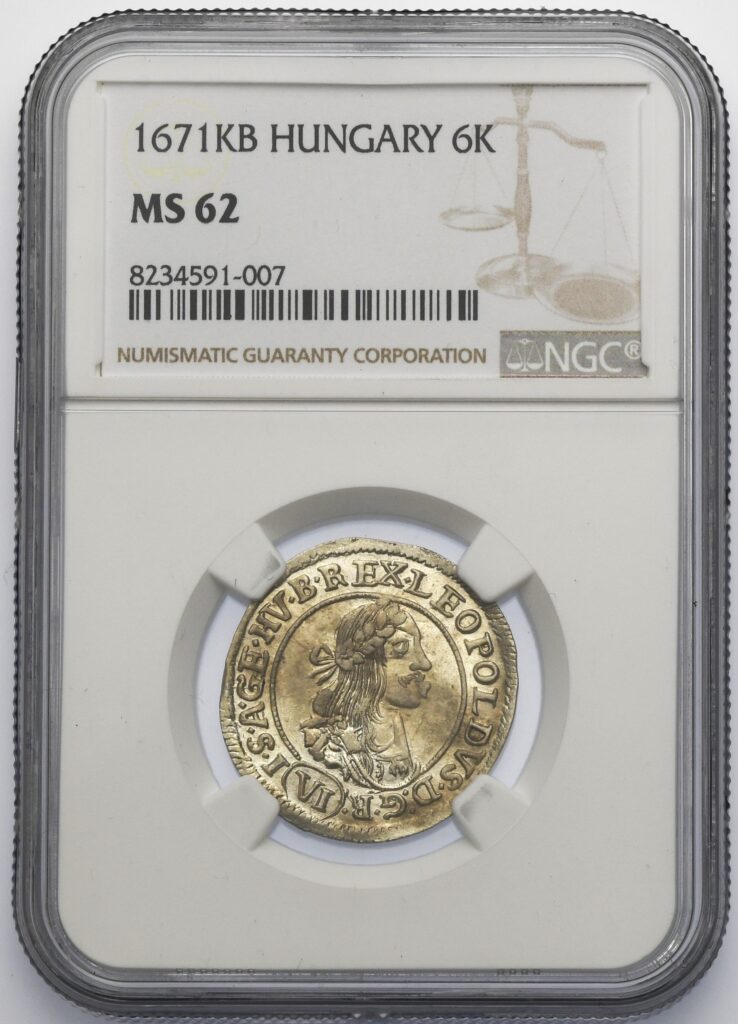 1671KB HUNGARY 6K
MS 62
8234591-007
NUMISMATIC GUARANTY CORPORATION
NGC®
LEOPOLDVS·D:G·R·I·S·A·GE·HV·B·REX·
VI